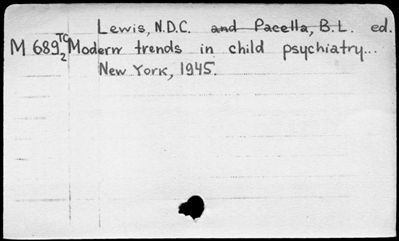 Lewis, N.D.C. and Pacella, B.L. ed.
M 689 TC 2 Modern trends in child psychiatry...
New York, 1945.